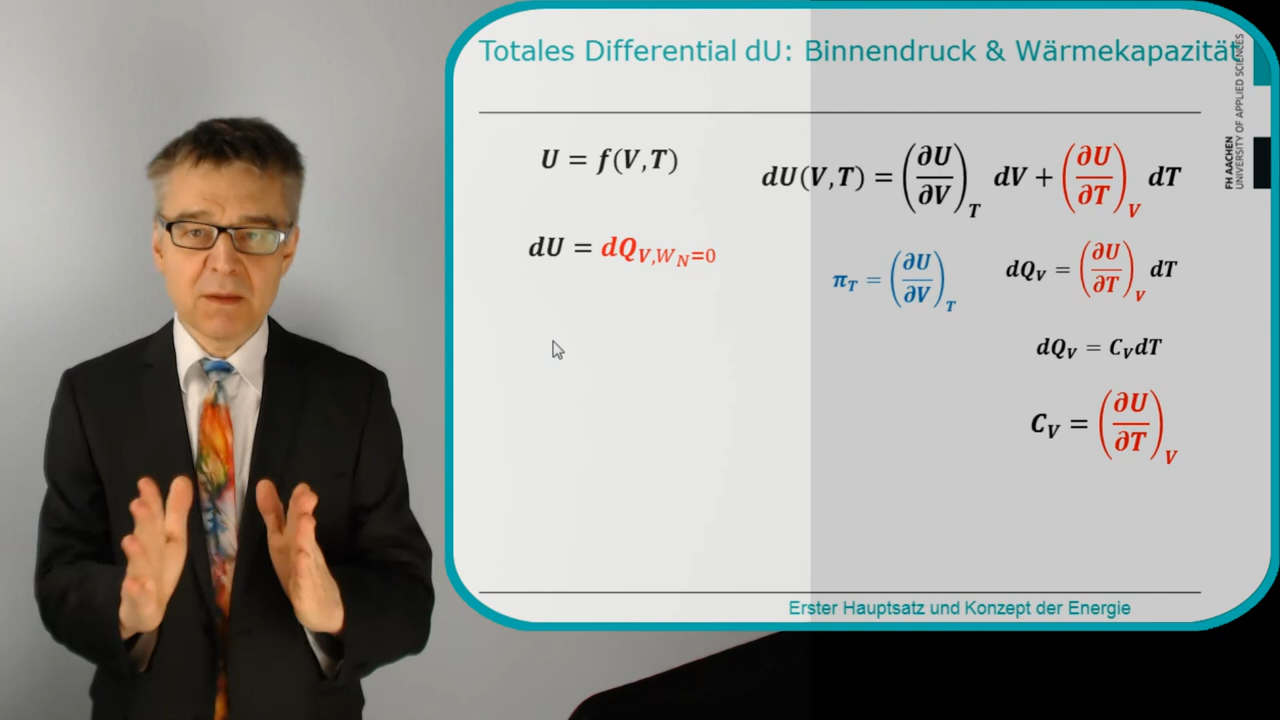 Totales Differential dU: Binnendruck & Wärmekapazität
U = f(V,T)
dU(V,T) = (∂U/∂V)_T dV + (∂U/∂T)_V dT
dU = dQ_{V,W_N=0}
π_T = (∂U/∂V)_T
dQ_V = (∂U/∂T)_V dT
dQ_V = C_V dT
C_V = (∂U/∂T)_V
Erster Hauptsatz und Konzept der Energie
FH AACHEN
UNIVERSITY OF APPLIED SCIENCES